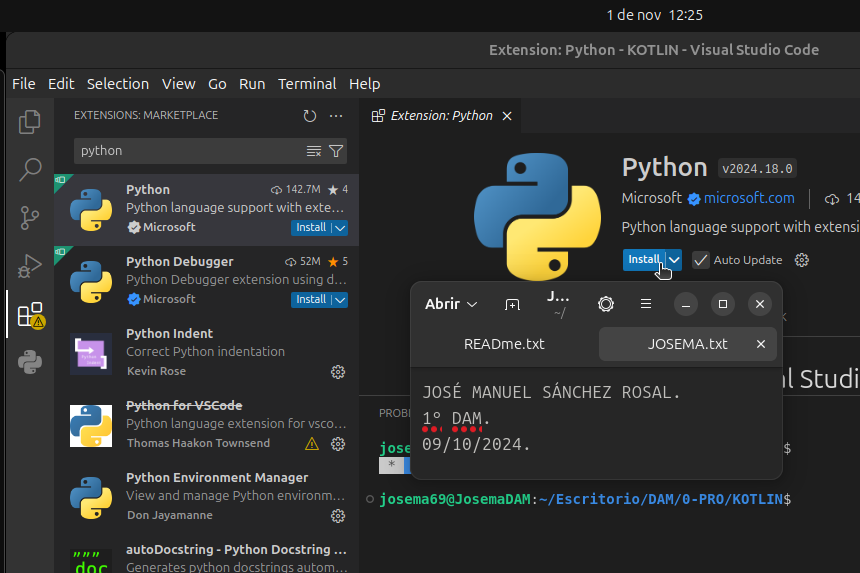 1 de nov 12:25
Extension: Python - KOTLIN - Visual Studio Code
File Edit Selection View Go Run Terminal Help
EXTENSIONS: MARKETPLACE
python
Python 142.7M ★ 4
Python language support with exte...
Microsoft Install
Python Debugger 52M ★ 5
Python Debugger extension using d...
Microsoft Install
Python Indent
Correct Python indentation
Kevin Rose
Python for VSCode
Python language extension for vsco...
Thomas Haakon Townsend
Python Environment Manager
View and manage Python environm...
Don Jayamanne
autoDocstring - Python Docstring ...
Generates python docstrings autom...
""" doc
Extension: Python
Python v2024.18.0
Microsoft microsoft.com 14
Python language support with extensi
Install Auto Update
Abrir J... ~/
READme.txt JOSEMA.txt
JOSÉ MANUEL SÁNCHEZ ROSAL.
1º DAM.
09/10/2024.
al Studi
PROB
jose $
*
josema69@JosemaDAM:~/Escritorio/DAM/0-PRO/KOTLIN$